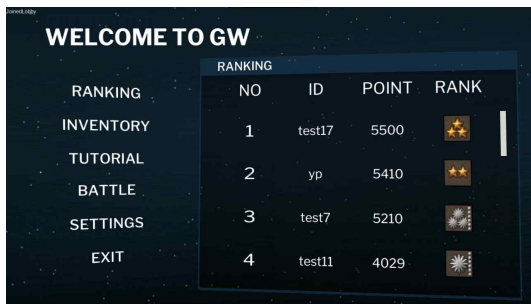 JoinedLobby
WELCOME TO GW
RANKING
INVENTORY
TUTORIAL
BATTLE
SETTINGS
EXIT
RANKING
NO ID POINT RANK
1 test17 5500
2 yp 5410
3 test7 5210
4 test11 4029